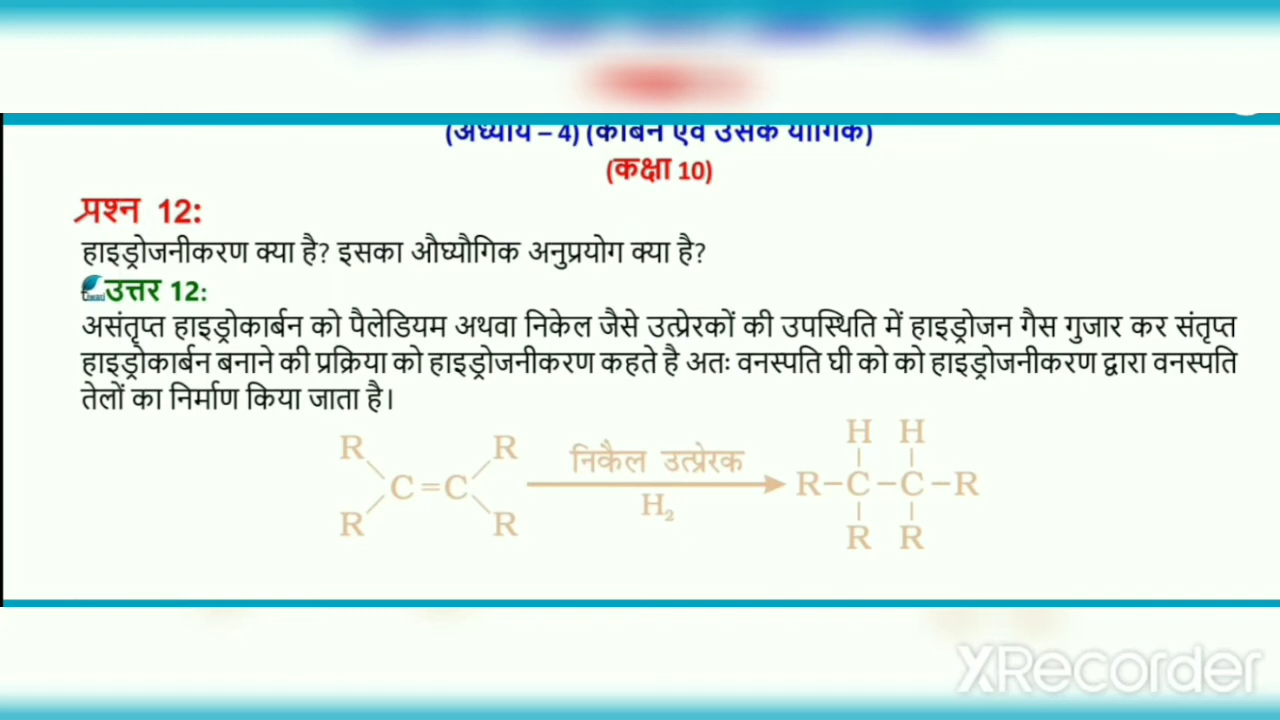 (अध्याय – 4) (कार्बन एवं उसके यौगिक)
(कक्षा 10)
प्रश्न 12:
हाइड्रोजनीकरण क्या है? इसका औघ्यौगिक अनुप्रयोग क्या है?
उत्तर 12:
असंतृप्त हाइड्रोकार्बन को पैलेडियम अथवा निकेल जैसे उत्प्रेरकों की उपस्थिति में हाइड्रोजन गैस गुजार कर संतृप्त
हाइड्रोकार्बन बनाने की प्रक्रिया को हाइड्रोजनीकरण कहते है अतः वनस्पति घी को को हाइड्रोजनीकरण द्वारा वनस्पति
तेलों का निर्माण किया जाता है।
H H
R R निकैल उत्प्रेरक
C=C R–C–C–R
H₂
R R R R
XRecorder